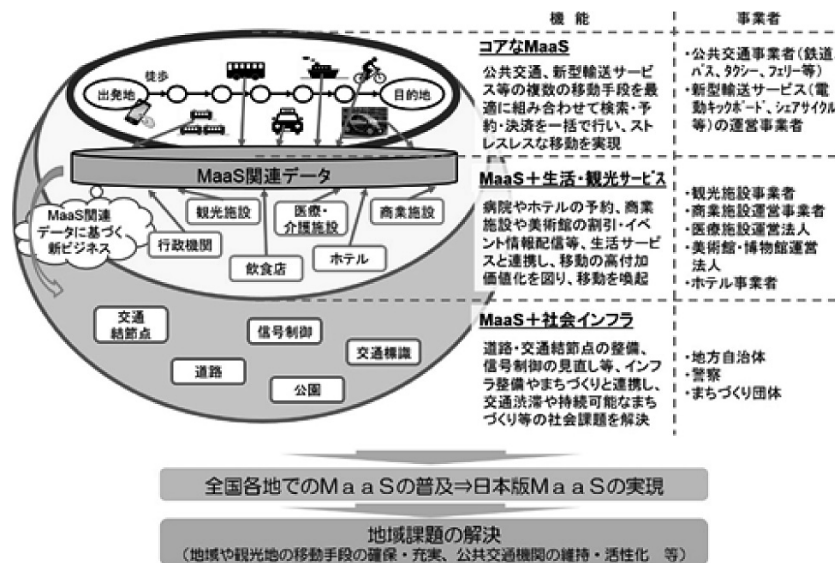 機能
事業者
コアなMaaS
公共交通、新型輸送サービ
ス等の複数の移動手段を最
適に組み合わせて検索・予
約・決済を一括で行い、スト
レスレスな移動を実現
・公共交通事業者（鉄道
バス、タクシー、フェリー等）
・新型輸送サービス（電
動キックボード、シェアサイクル
等）の運営事業者
出発地
徒歩
目的地
MaaS関連データ
MaaS関連
データに基づく、
新ビジネス
行政機関
観光施設
飲食店
医療・
介護施設
ホテル
商業施設
MaaS＋生活・観光サービス
病院やホテルの予約、商業
施設や美術館の割引・イベ
ント情報配信等、生活サービ
スと連携し、移動の高付加
価値化を図り、移動を喚起
・観光施設事業者
・商業施設運営事業者
・医療施設運営法人
・美術館・博物館運営
法人
・ホテル事業者
交通
結節点
道路
信号制御
公園
交通標識
MaaS＋社会インフラ
道路・交通結節点の整備、
信号制御の見直し等、インフ
ラ整備やまちづくりと連携し、
交通渋滞や持続可能なまち
づくり等の社会課題を解決
・地方自治体
・警察
・まちづくり団体
全国各地でのＭａａＳの普及⇒日本版ＭａａＳの実現
地域課題の解決
（地域や観光地の移動手段の確保・充実、公共交通機関の維持・活性化　等）